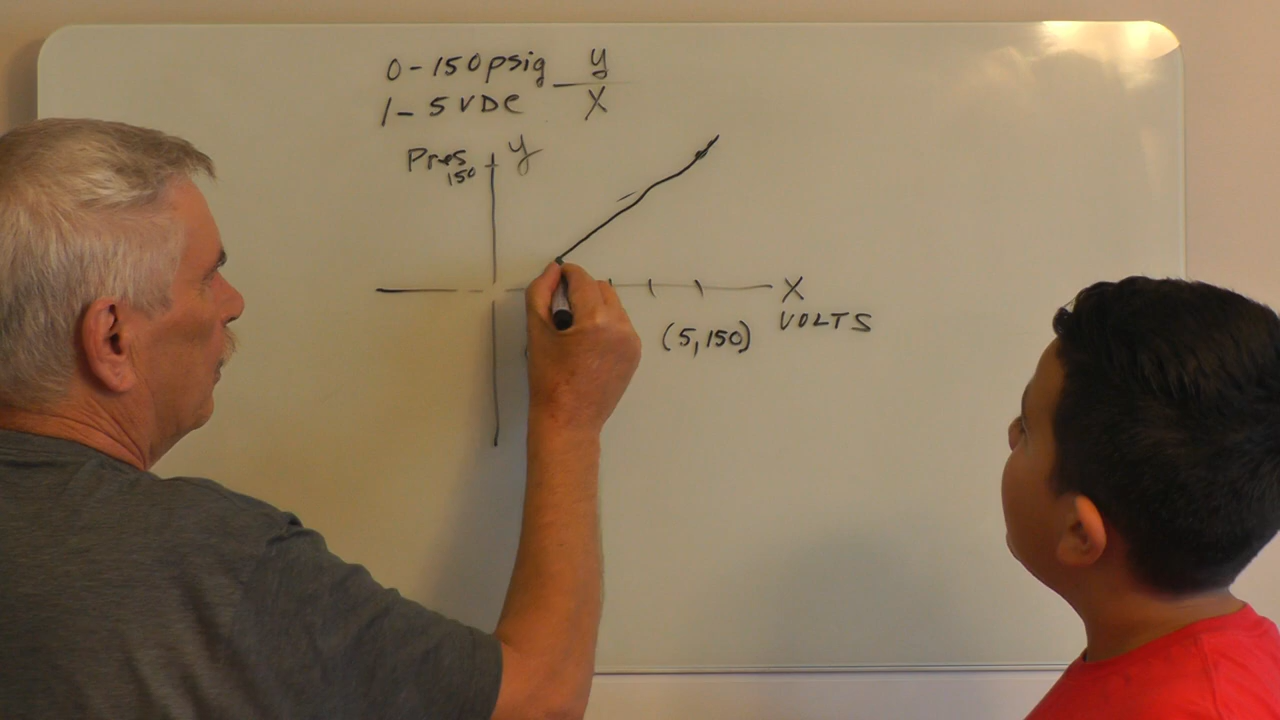 0-150psig y
1-5VDC X
Pres y
150
X
VOLTS
(5,150)